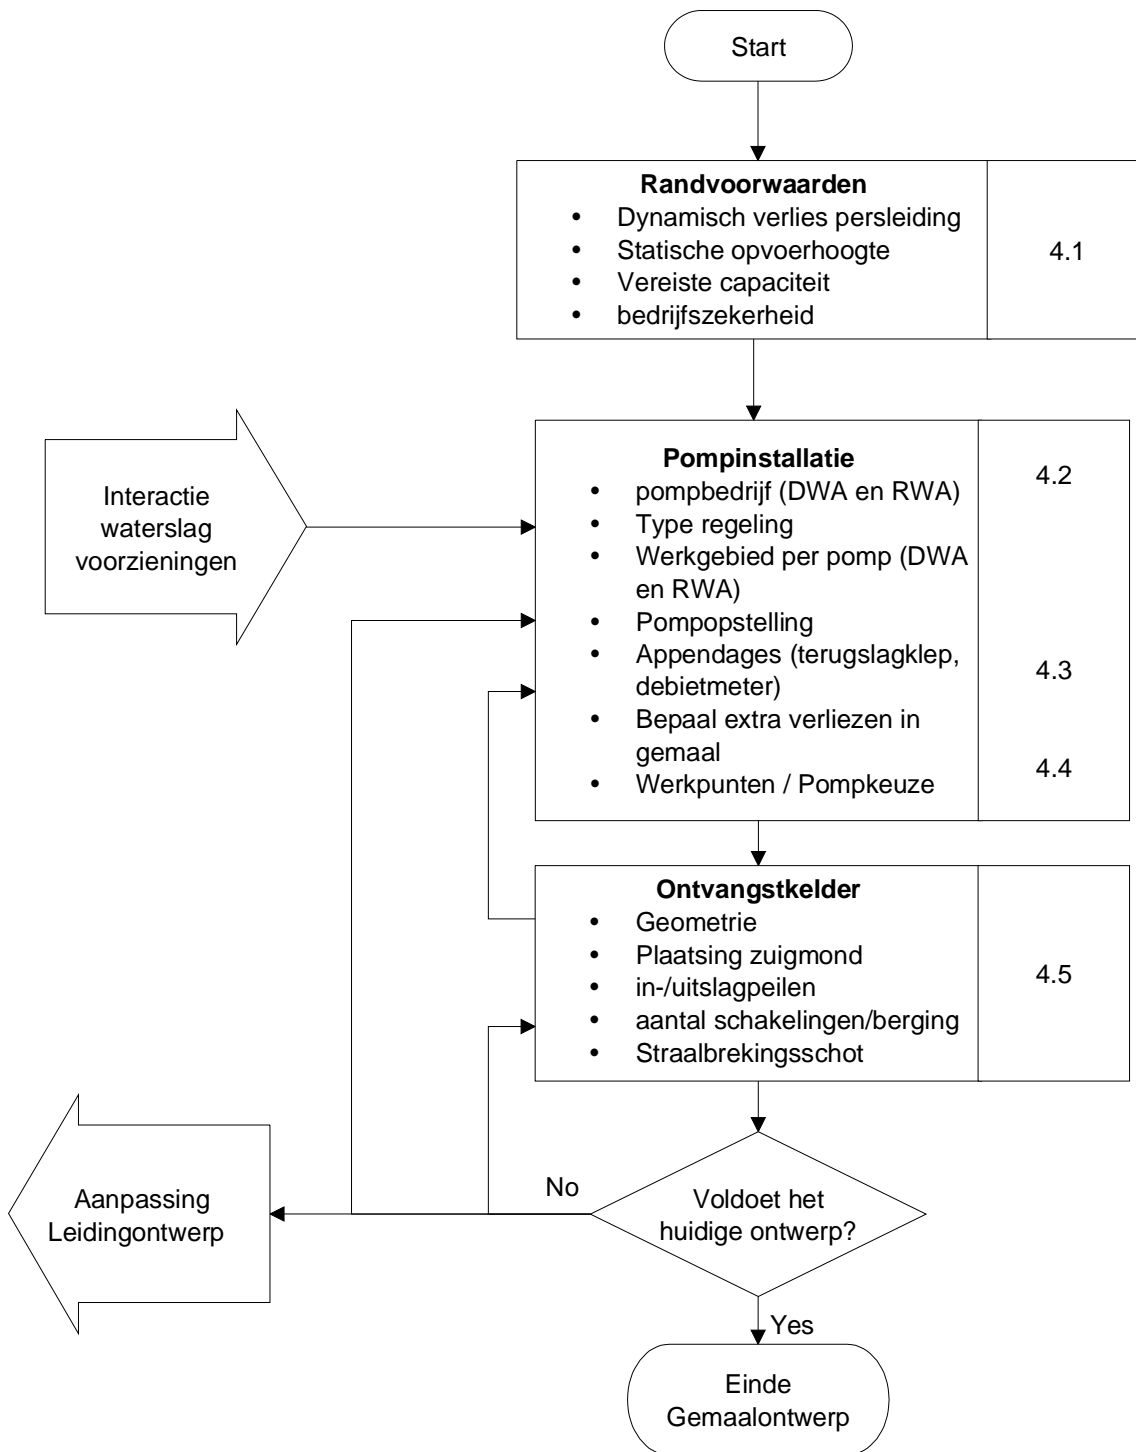 Start
Randvoorwaarden
• Dynamisch verlies persleiding
• Statische opvoerhoogte
• Vereiste capaciteit
• bedrijfszekerheid
4.1
Interactie
waterslag
voorzieningen
Pompinstallatie
• pompbedrijf (DWA en RWA)
• Type regeling
• Werkgebied per pomp (DWA
en RWA)
• Pompopstelling
• Appendages (terugslagklep,
debietmeter)
• Bepaal extra verliezen in
gemaal
• Werkpunten / Pompkeuze
4.2
4.3
4.4
Ontvangstkelder
• Geometrie
• Plaatsing zuigmond
• in-/uitslagpeilen
• aantal schakelingen/berging
• Straalbrekingsschot
4.5
Aanpassing
Leidingontwerp
No
Voldoet het
huidige ontwerp?
Yes
Einde
Gemaalontwerp